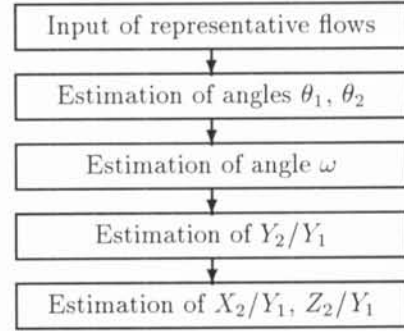 Input of representative flows
Estimation of angles θ₁, θ₂
Estimation of angle ω
Estimation of Y₂/Y₁
Estimation of X₂/Y₁, Z₂/Y₁